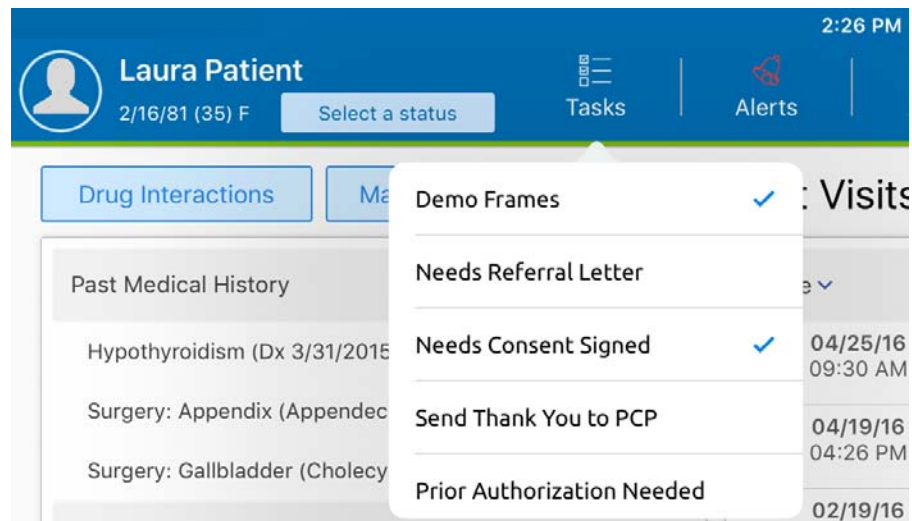 2:26 PM
Laura Patient
2/16/81 (35) F
Select a status
Tasks
Alerts
Drug Interactions
Ma
Visits
Demo Frames
Needs Referral Letter
Needs Consent Signed
Send Thank You to PCP
Prior Authorization Needed
Past Medical History
Hypothyroidism (Dx 3/31/2015
Surgery: Appendix (Appendec
Surgery: Gallbladder (Cholecy
04/25/16
09:30 AM
04/19/16
04:26 PM
02/19/16